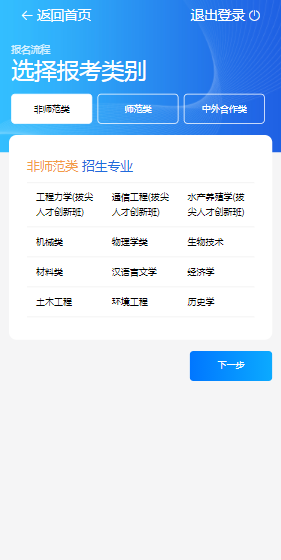 返回首页 退出登录
报名流程
选择报考类别
非师范类 师范类 中外合作类
非师范类 招生专业
工程力学(拔尖 通信工程(拔尖 水产养殖学(拔
人才创新班) 人才创新班) 尖人才创新班)
机械类 物理学类 生物技术
材料类 汉语言文学 经济学
土木工程 环境工程 历史学
下一步